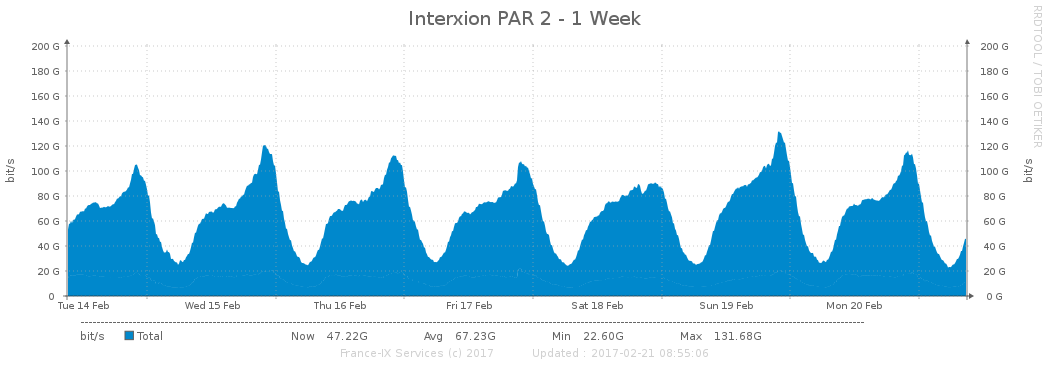 Interxion PAR 2 - 1 Week
RRDTOOL / TOBI OETIKER
bit/s
200 G 200 G
180 G 180 G
160 G 160 G
140 G 140 G
120 G 120 G
100 G 100 G
80 G 80 G
60 G 60 G
40 G 40 G
20 G 20 G
0 0 G
bit/s
Tue 14 Feb Wed 15 Feb Thu 16 Feb Fri 17 Feb Sat 18 Feb Sun 19 Feb Mon 20 Feb
bit/s Total Now 47.22G Avg 67.23G Min 22.60G Max 131.68G
France-IX Services (c) 2017 Updated : 2017-02-21 08:55:06